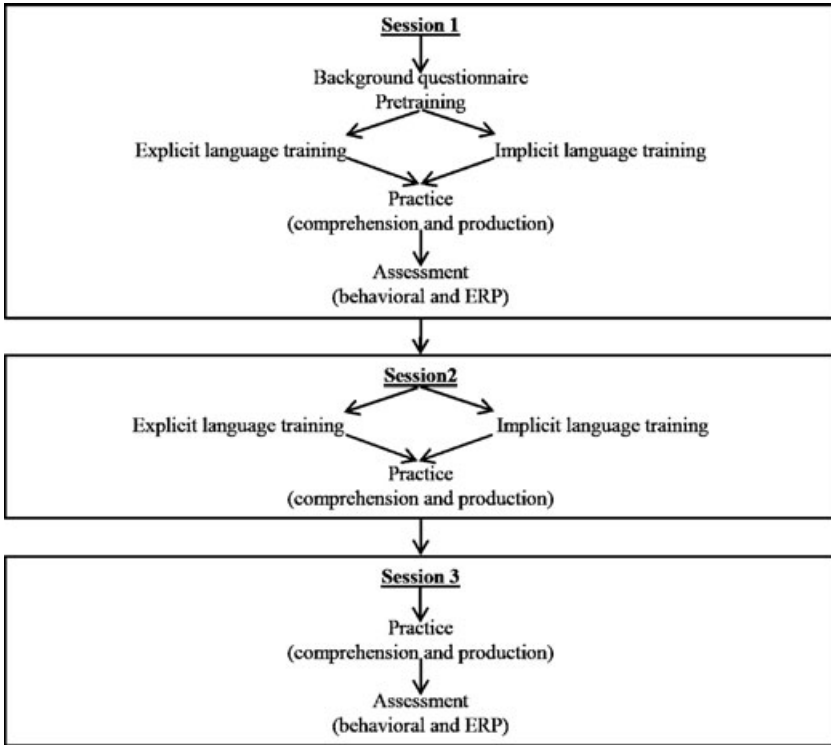 Session 1
Background questionnaire
Pretraining
Explicit language training
Implicit language training
Practice
(comprehension and production)
Assessment
(behavioral and ERP)
Session2
Explicit language training
Implicit language training
Practice
(comprehension and production)
Session 3
Practice
(comprehension and production)
Assessment
(behavioral and ERP)